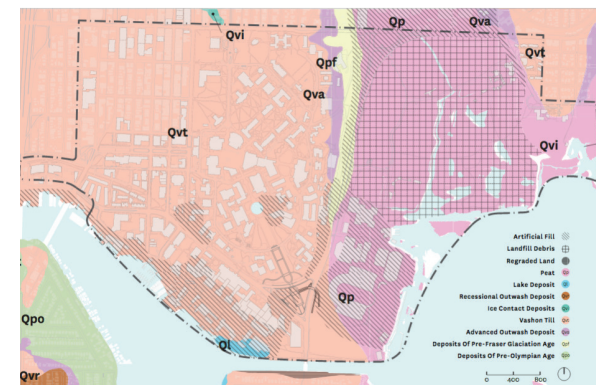 Qp
Qva
Qvi
Qvt
Qpf
Qva
Qvt
Qvi
Qp
Ql
Qpo
Qvr
Artificial Fill
Landfill Debris
Regraded Land
Peat
Lake Deposit
Recessional Outwash Deposit
Ice Contact Deposits
Vashon Till
Advanced Outwash Deposit
Deposits Of Pre-Fraser Glaciation Age
Deposits Of Pre-Olympian Age
0 400 800